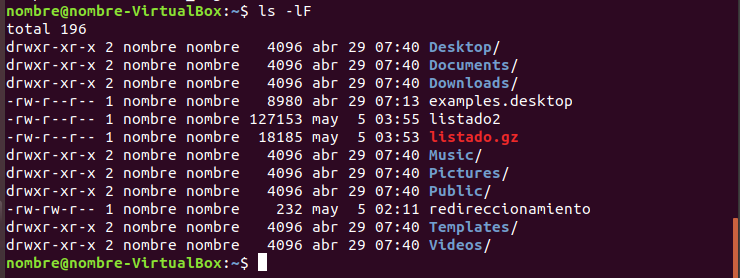 nombre@nombre-VirtualBox:~$ ls -lF
total 196
drwxr-xr-x 2 nombre nombre   4096 abr 29 07:40 Desktop/
drwxr-xr-x 2 nombre nombre   4096 abr 29 07:40 Documents/
drwxr-xr-x 2 nombre nombre   4096 abr 29 07:40 Downloads/
-rw-r--r-- 1 nombre nombre   8980 abr 29 07:13 examples.desktop
-rw-r--r-- 1 nombre nombre 127153 may  5 03:55 listado2
-rw-r--r-- 1 nombre nombre  18185 may  5 03:53 listado.gz
drwxr-xr-x 2 nombre nombre   4096 abr 29 07:40 Music/
drwxr-xr-x 2 nombre nombre   4096 abr 29 07:40 Pictures/
drwxr-xr-x 2 nombre nombre   4096 abr 29 07:40 Public/
-rw-rw-r-- 1 nombre nombre    232 may  5 02:11 redireccionamiento
drwxr-xr-x 2 nombre nombre   4096 abr 29 07:40 Templates/
drwxr-xr-x 2 nombre nombre   4096 abr 29 07:40 Videos/
nombre@nombre-VirtualBox:~$